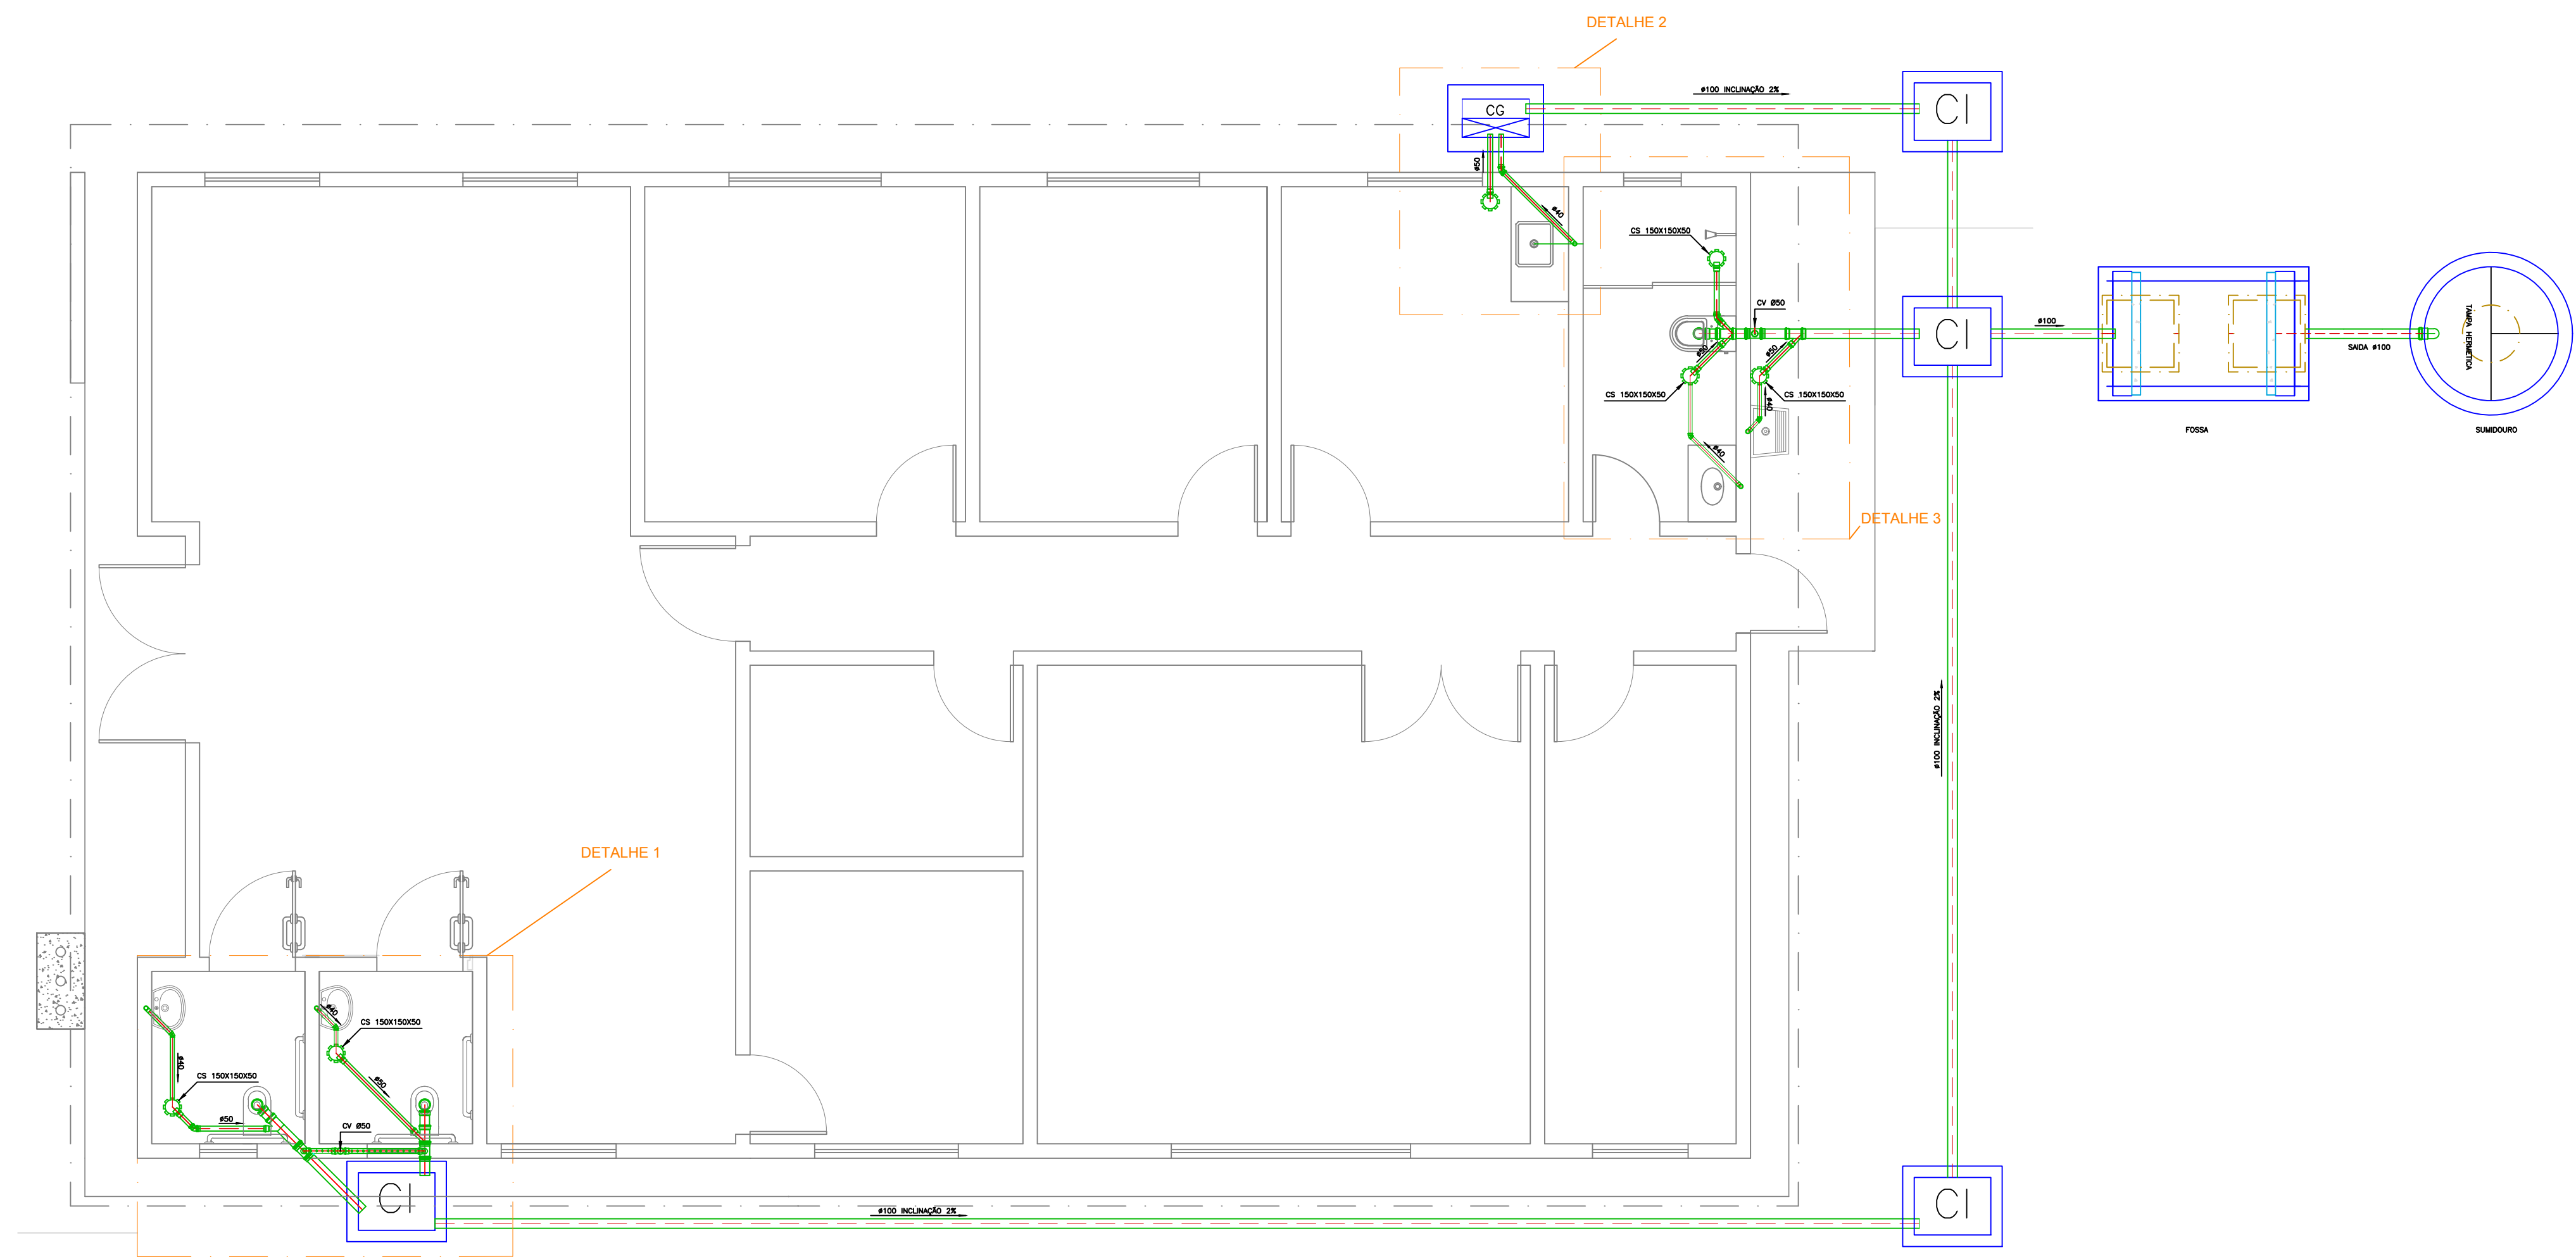 DETALHE 2
ø100 INCLINAÇÃO 2%
CG
CI
ø50
ø40
CS 150X150X50
CV Ø50
ø50
ø50
CI
ø100
SAIDA ø100
TAMPA HERMETICA
CS 150X150X50
CS .150X150X50
ø40
ø40
FOSSA
SUMIDOURO
DETALHE 3
ø100 INCLINAÇÃO 2%
DETALHE 1
ø40
CS 150X150X50
ø40
CS 150X150X50
ø50
ø50
CV Ø50
CI
ø100 INCLINAÇÃO 2%
CI